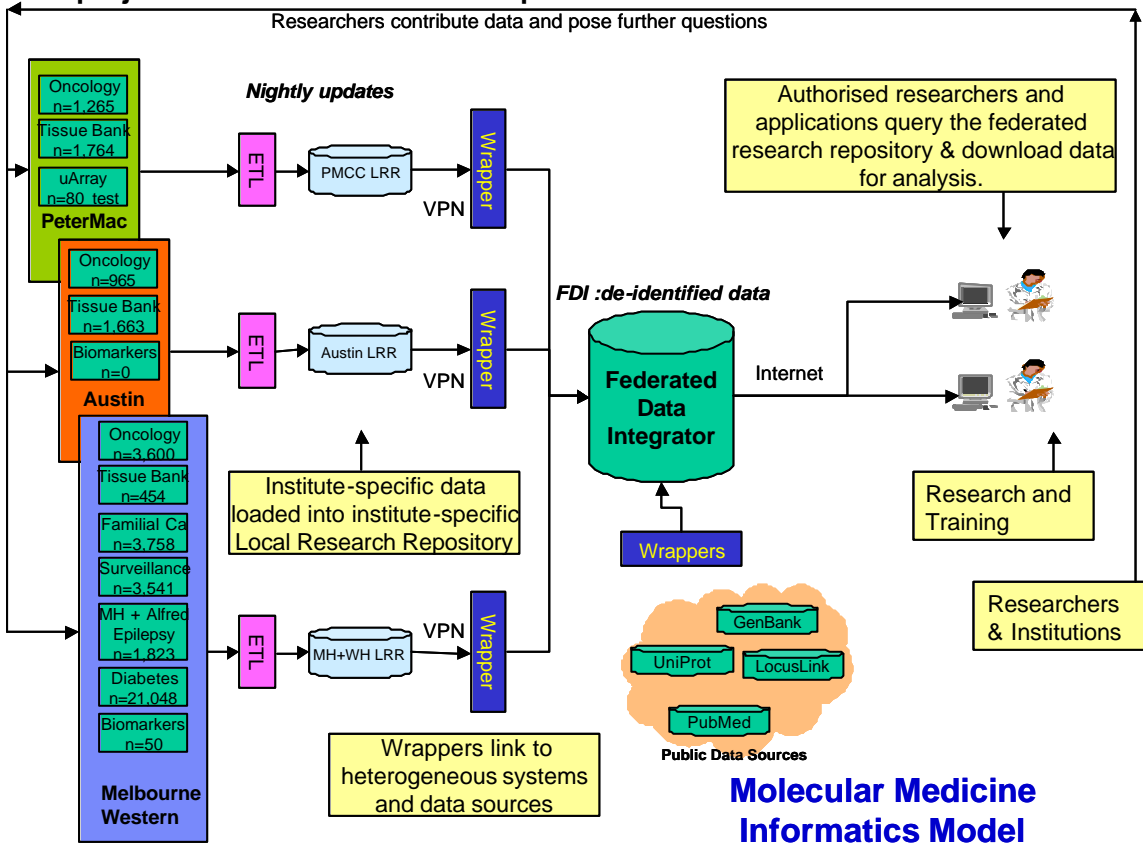 Researchers contribute data and pose further questions
Oncology
n=1,265
Tissue Bank
n=1,764
uArray
n=80 test
PeterMac
Oncology
n=965
Tissue Bank
n=1,663
Biomarkers
n=0
Austin
Oncology
n=3,600
Tissue Bank
n=454
Familial Ca
n=3,758
Surveillance
n=3,541
MH + Alfred
Epilepsy
n=1,823
Diabetes
n=21,048
Biomarkers
n=50
Melbourne
Western
Nightly updates
ETL
PMCC LRR
VPN
Wrapper
ETL
Austin LRR
VPN
Wrapper
Institute-specific data
loaded into institute-specific
Local Research Repository
ETL
MH+WH LRR
VPN
Wrapper
Wrappers link to
heterogeneous systems
and data sources
FDI :de-identified data
Federated
Data
Integrator
Internet
Wrappers
Authorised researchers and
applications query the federated
research repository & download data
for analysis.
Research and
Training
Researchers
& Institutions
GenBank
UniProt
LocusLink
PubMed
Public Data Sources
Molecular Medicine
Informatics Model